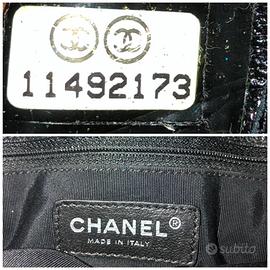 11492173
CHANEL®
MADE IN ITALY
subito